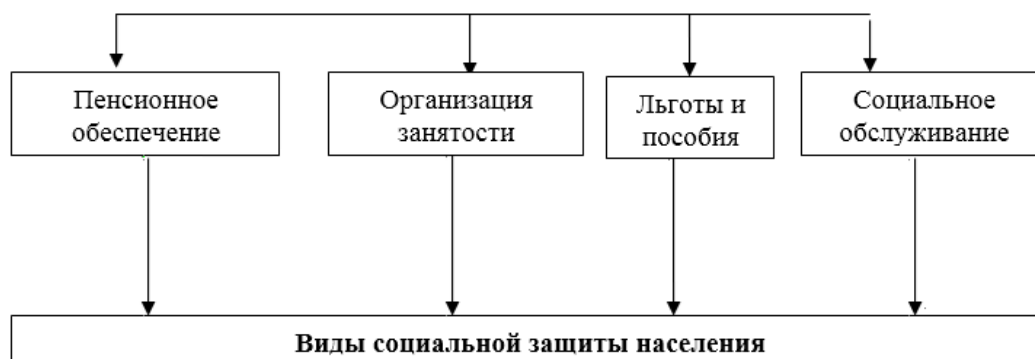 Пенсионное
обеспечение
Организация
занятости
Льготы и
пособия
Социальное
обслуживание
Виды социальной защиты населения